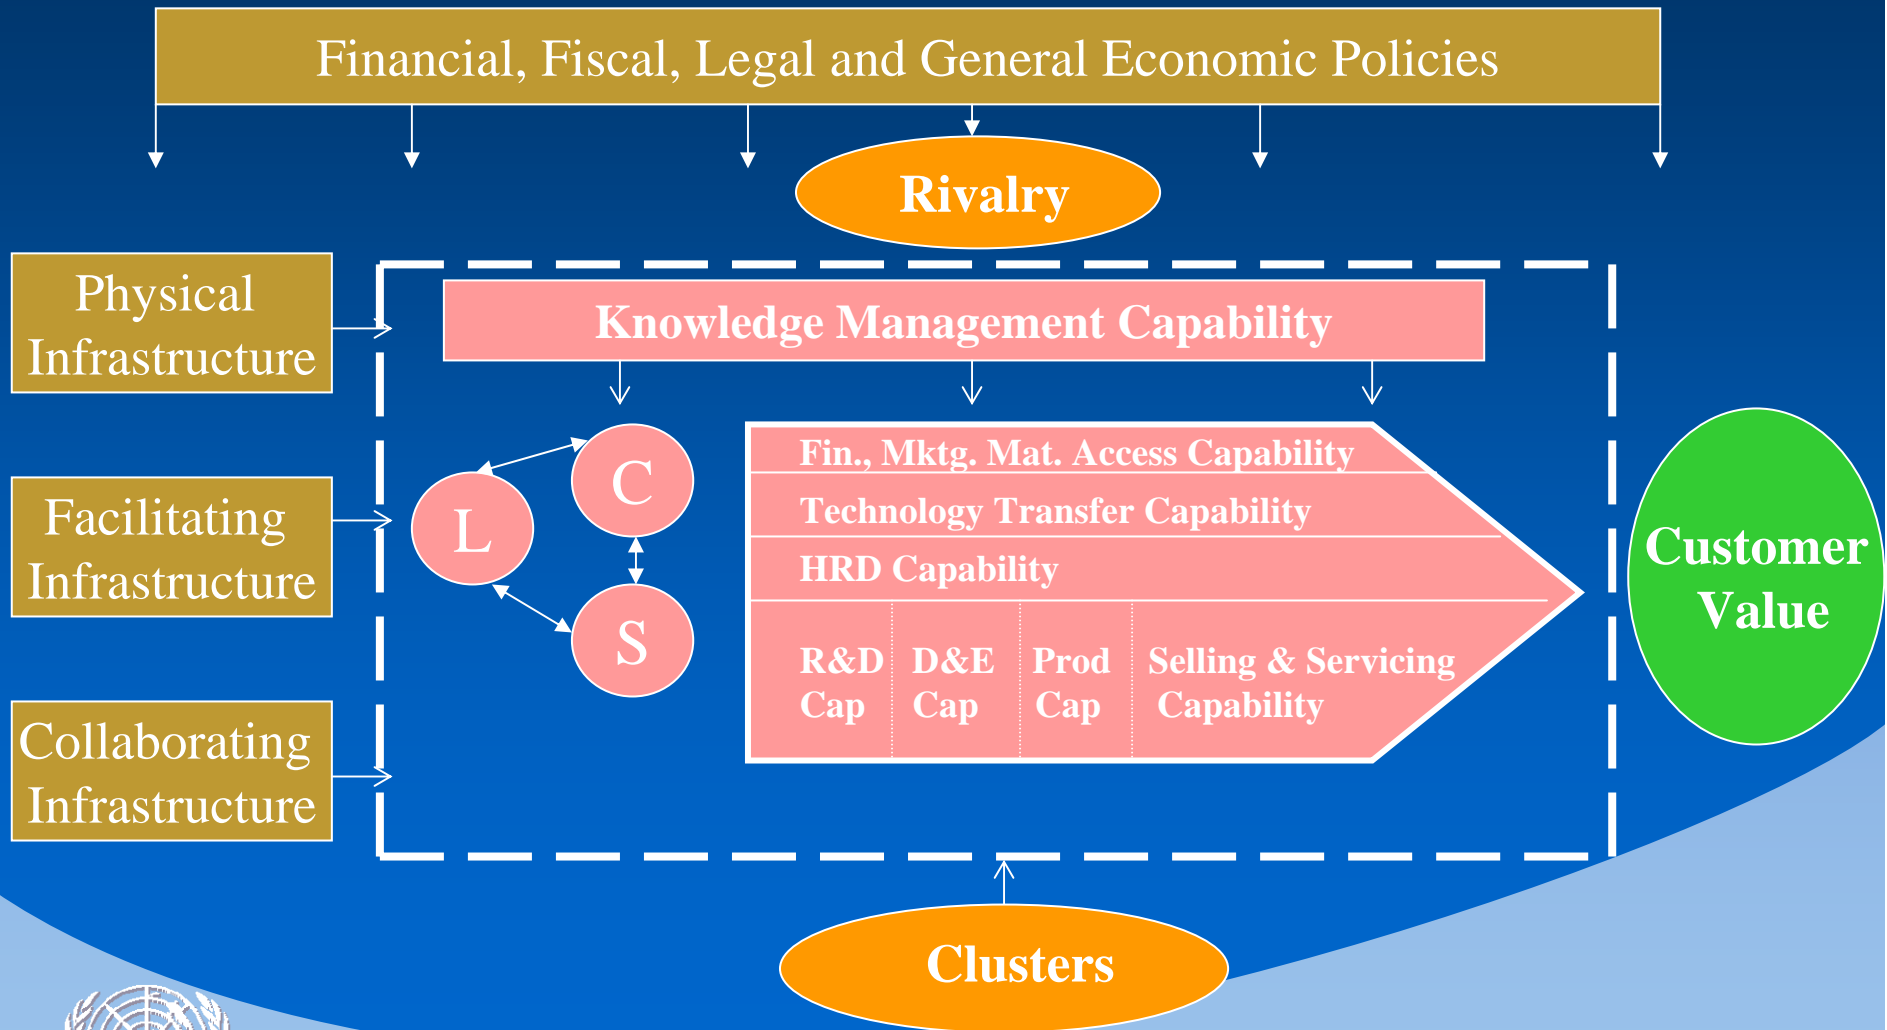 Financial, Fiscal, Legal and General Economic Policies
Rivalry
Physical
Infrastructure
Knowledge Management Capability
Facilitating
Infrastructure
Collaborating
Infrastructure
L
C
S
Fin., Mktg. Mat. Access Capability
Technology Transfer Capability
HRD Capability
R&D
Cap
D&E
Cap
Prod
Cap
Selling & Servicing
Capability
Customer
Value
Clusters